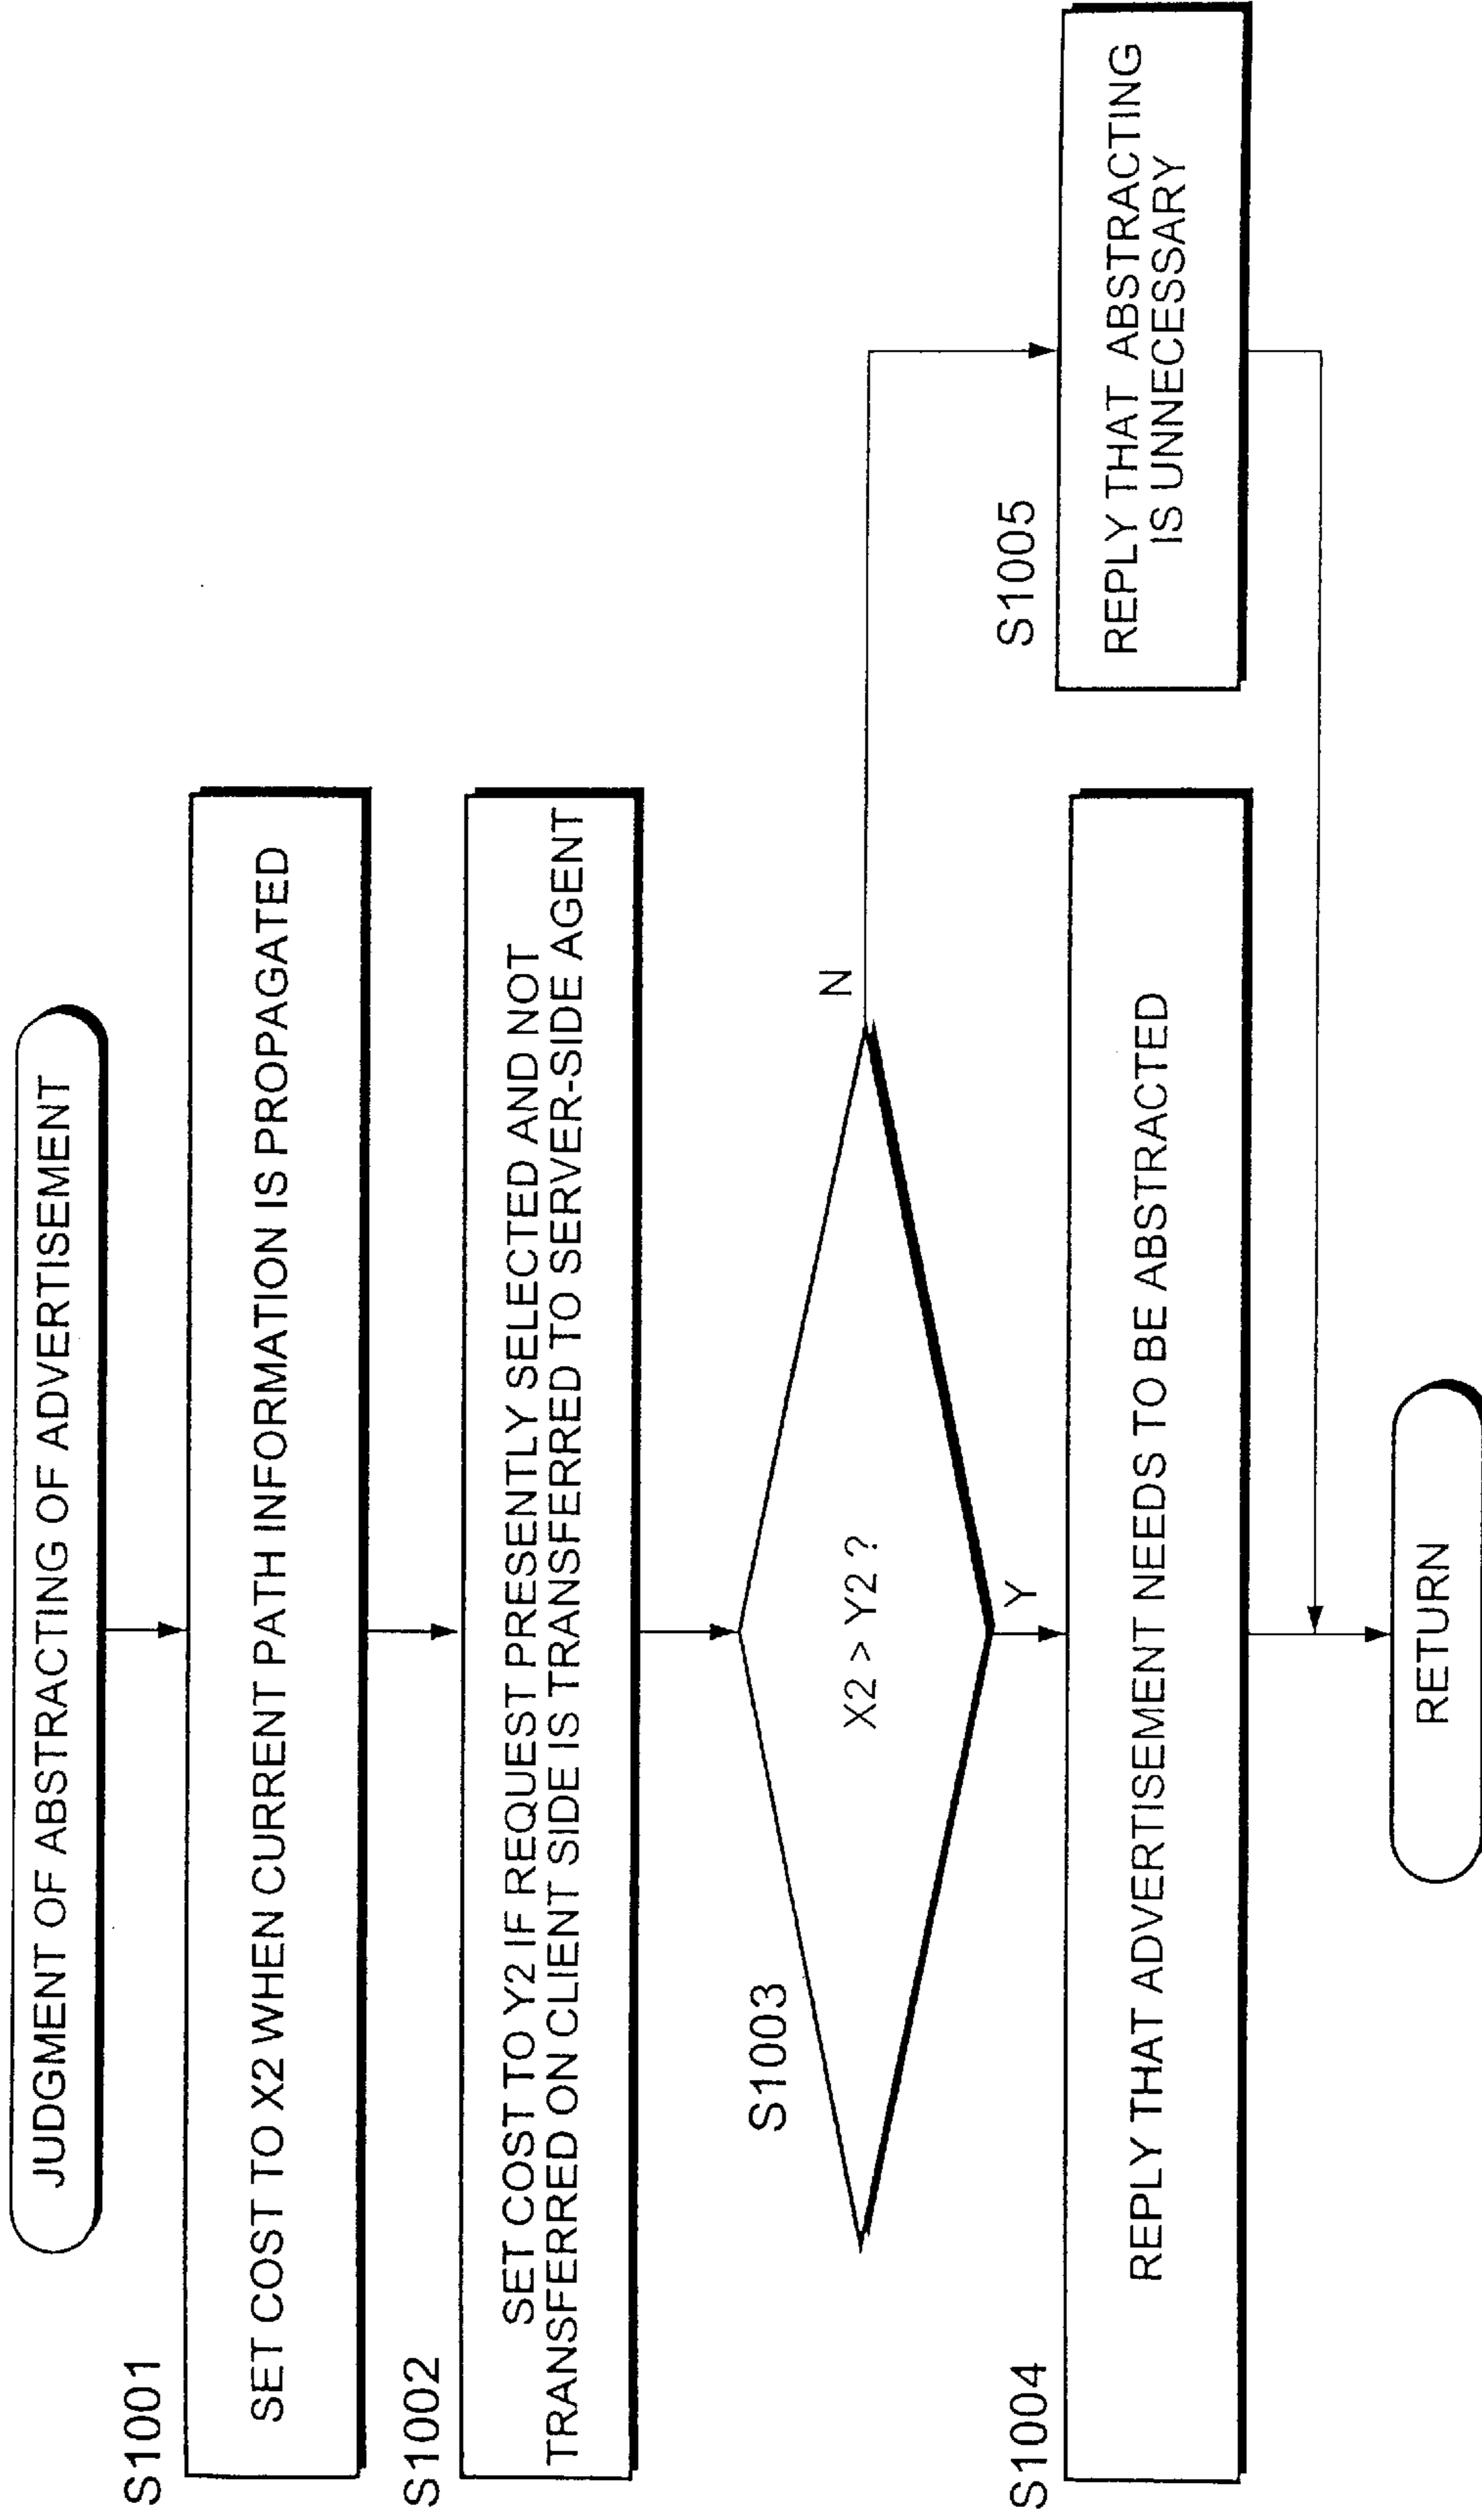 JUDGMENT OF ABSTRACTING OF ADVERTISEMENT
S1001
SET COST TO X2 WHEN CURRENT PATH INFORMATION IS PROPAGATED
S1002
SET COST TO Y2 IF REQUEST PRESENTLY SELECTED AND NOT
TRANSFERRED ON CLIENT SIDE IS TRANSFERRED TO SERVER-SIDE AGENT
S1003
X2 > Y2 ?
N
Y
S1004
REPLY THAT ADVERTISEMENT NEEDS TO BE ABSTRACTED
S1005
REPLY THAT ABSTRACTING
IS UNNECESSARY
RETURN